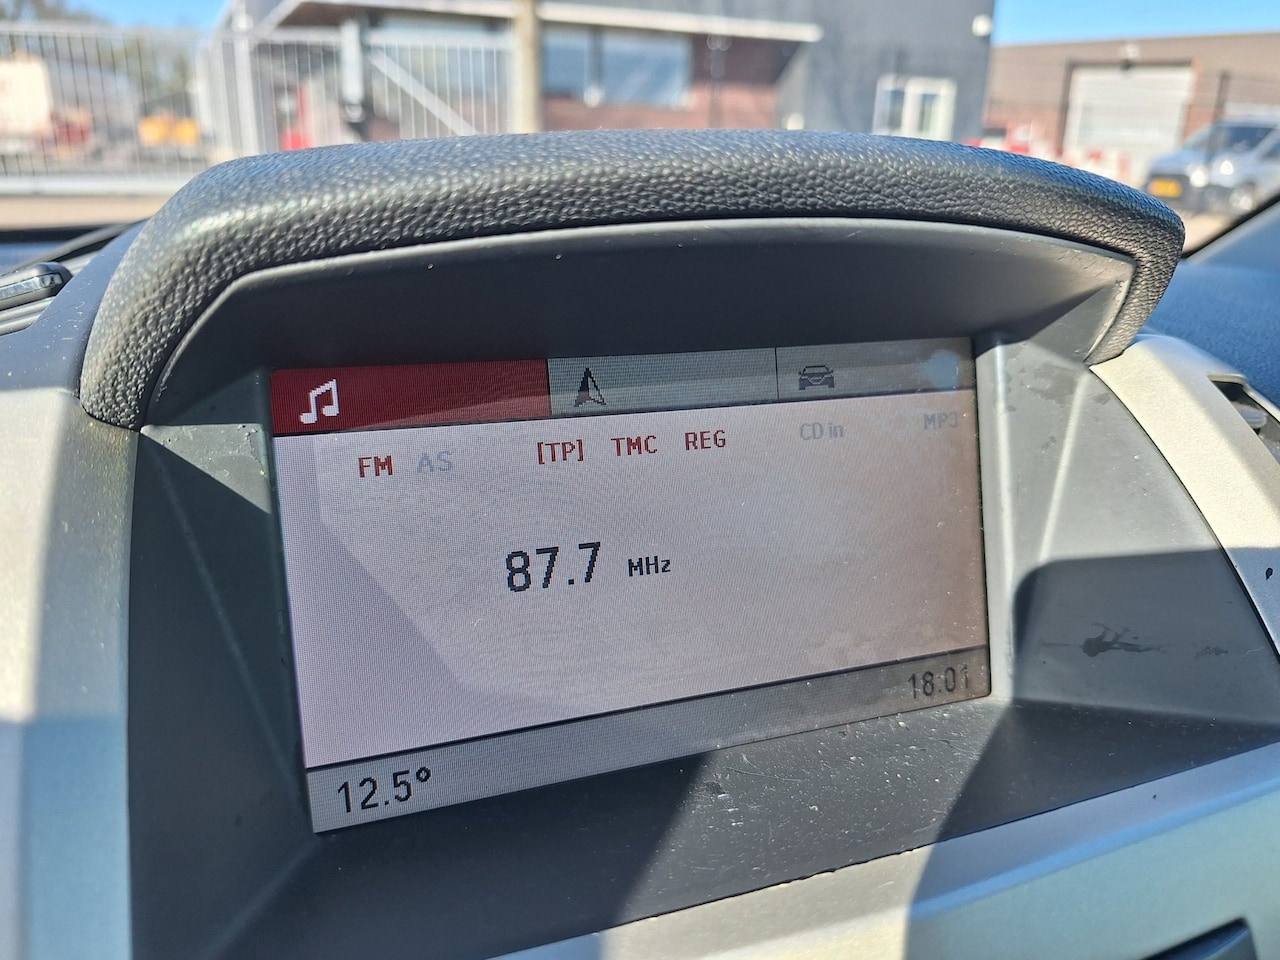 FM AS [TP] TMC REG CD in MP3
87.7 MHz
18:01
12.5°